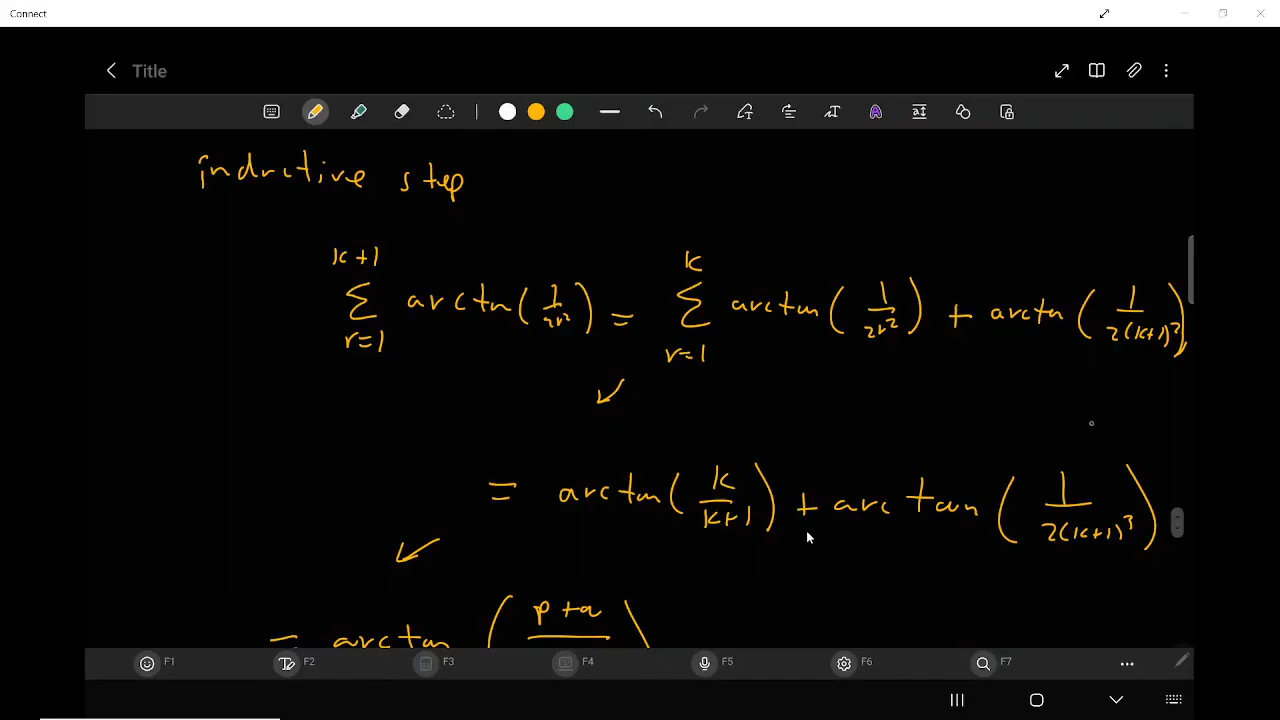 Connect
Title
inductive step
k+1
∑ arctan(1/2r²) = ∑ arctan(1/2r²) + arctan(1/2(k+1)²)
r=1
k
r=1
= arctan(k/k+1) + arctan(1/2(k+1)²)
= arctan(p+q
F1 F2 F3 F4 F5 F6 F7